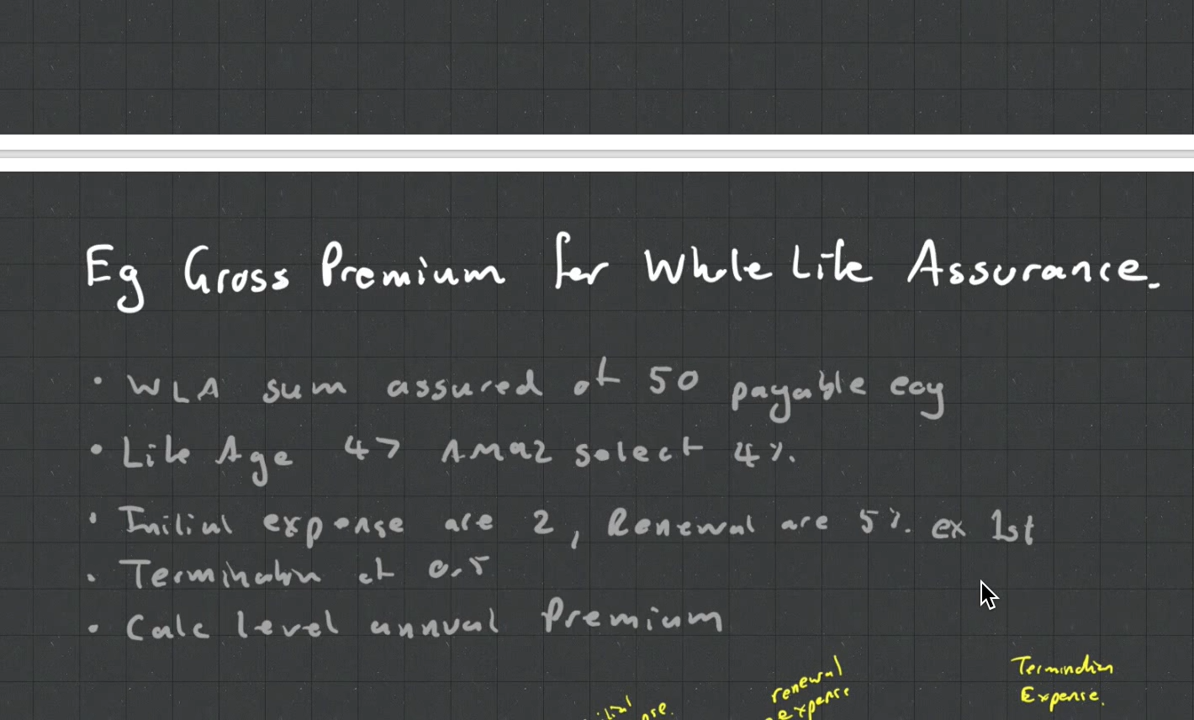 Eg Gross Premium for Whole Life Assurance.
• WLA sum assured of 50 payable eoy
• Life Age 47 AM92 select 4%.
• Initial expense are 2, Renewal are 5% ex 1st
• Termination at 0.5
• Calc level annual Premium
renewal
expense
Termination
Expense.